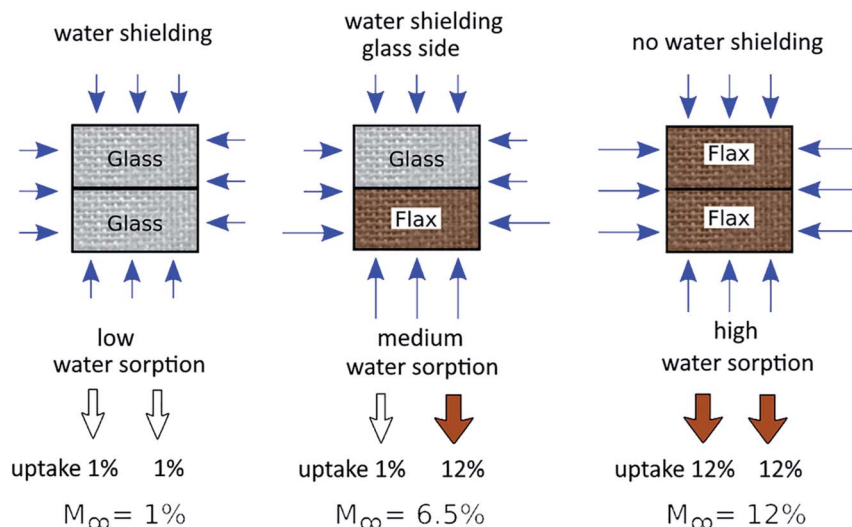 water shielding
Glass
Glass
low
water sorption
uptake 1% 1%
M∞= 1%
water shielding
glass side
Glass
Flax
medium
water sorption
uptake 1% 12%
M∞= 6.5%
no water shielding
Flax
Flax
high
water sorption
uptake 12% 12%
M∞= 12%